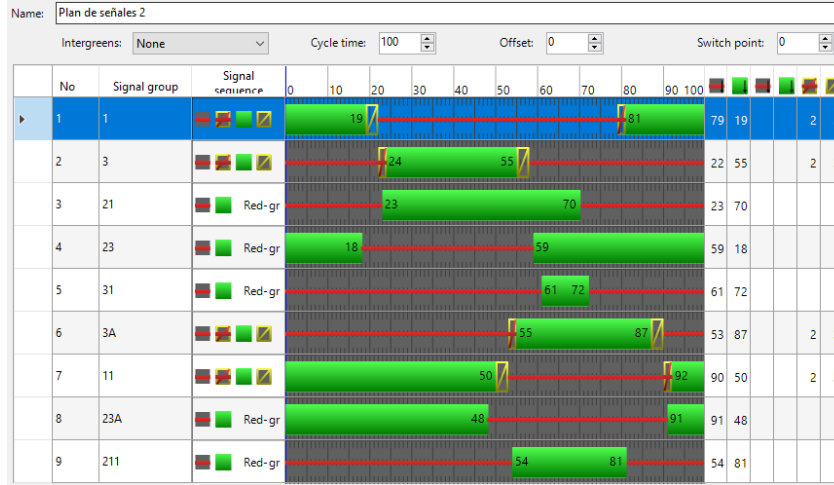 Name: Plan de señales 2
Intergreens: None Cycle time: 100 Offset: 0 Switch point: 0
No Signal group Signal sequence 0 10 20 30 40 50 60 70 80 90 100
1 1 19 81 79 19 2
2 3 24 55 22 55 2
3 21 Red-gr 23 70 23 70
4 23 Red-gr 18 59 59 18
5 31 Red-gr 61 72 61 72
6 3A 55 87 53 87 2
7 11 50 92 90 50 2
8 23A Red-gr 48 91 91 48
9 211 Red-gr 54 81 54 81